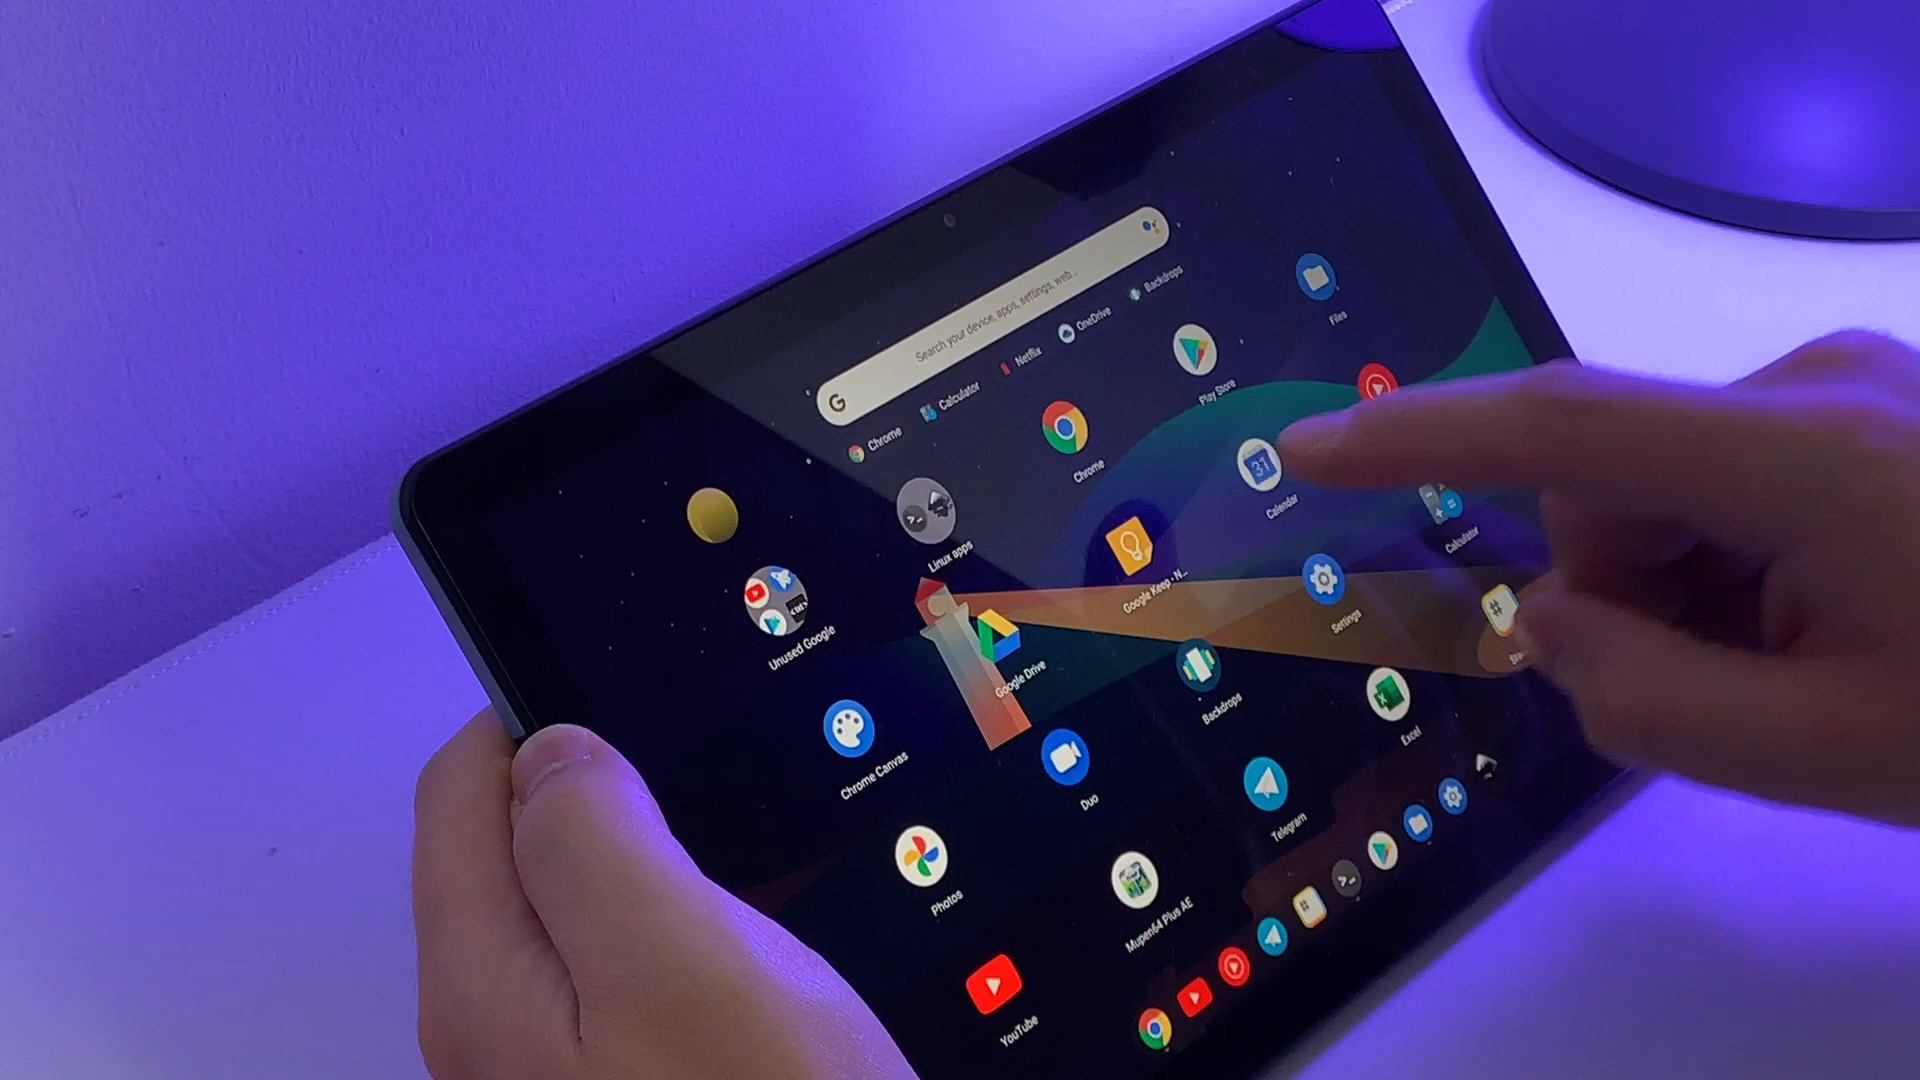 G Search your device, apps, settings, web...
Chrome
Calculator
Netflix
OneDrive
Backdrops
Unused Google
Linux apps
Chrome
Play Store
Files
Chrome Canvas
Google Drive
Google Keep - N...
31
Calendar
Photos
Duo
Backdrops
Settings
Calculator
YouTube
Mupen64 Plus AE
Telegram
Excel